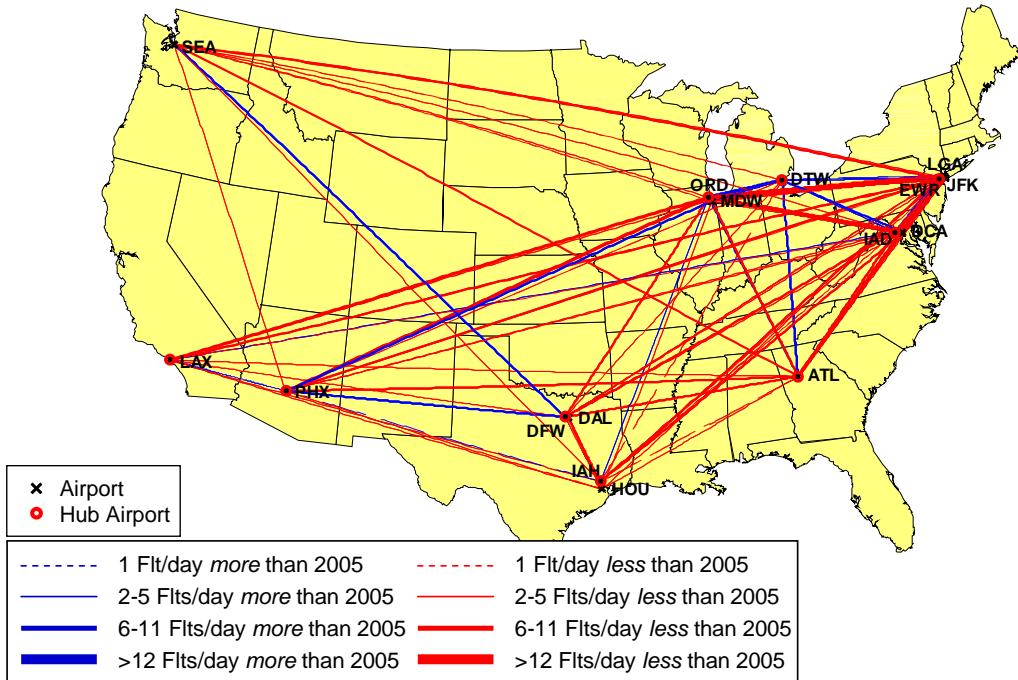 SEA
LGA
ORD
DTW
EWR
JFK
MDW
IAD
DCA
LAX
PHX
ATL
DAL
DFW
IAH
HOU
Airport
Hub Airport
1 Flt/day more than 2005
1 Flt/day less than 2005
2-5 Flts/day more than 2005
2-5 Flts/day less than 2005
6-11 Flts/day more than 2005
6-11 Flts/day less than 2005
>12 Flts/day more than 2005
>12 Flts/day less than 2005